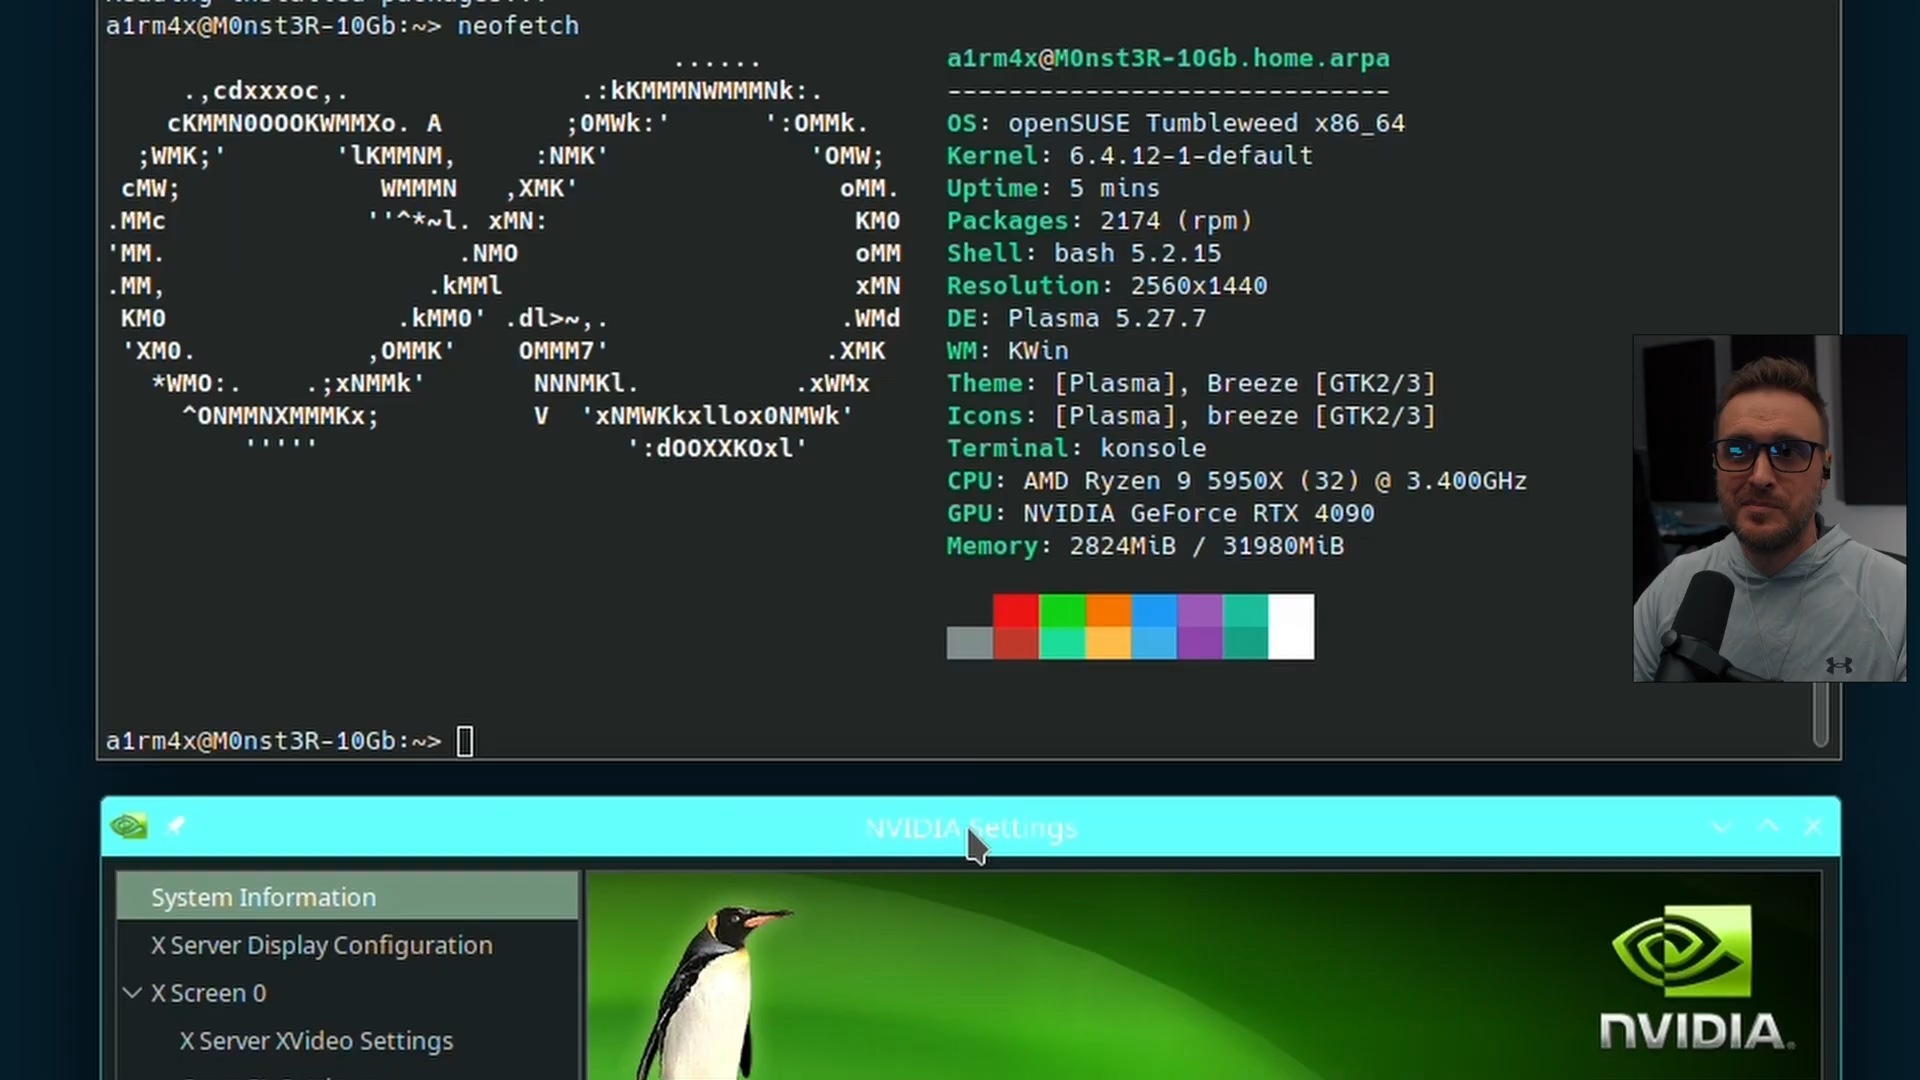 a1rm4x@M0nst3R-10Gb:~> neofetch
a1rm4x@M0nst3R-10Gb.home.arpa
-----------------------------
OS: openSUSE Tumbleweed x86_64
Kernel: 6.4.12-1-default
Uptime: 5 mins
Packages: 2174 (rpm)
Shell: bash 5.2.15
Resolution: 2560x1440
DE: Plasma 5.27.7
WM: KWin
Theme: [Plasma], Breeze [GTK2/3]
Icons: [Plasma], breeze [GTK2/3]
Terminal: konsole
CPU: AMD Ryzen 9 5950X (32) @ 3.400GHz
GPU: NVIDIA GeForce RTX 4090
Memory: 2824MiB / 31980MiB
a1rm4x@M0nst3R-10Gb:~>
NVIDIA Settings
System Information
X Server Display Configuration
X Screen 0
X Server XVideo Settings
NVIDIA.